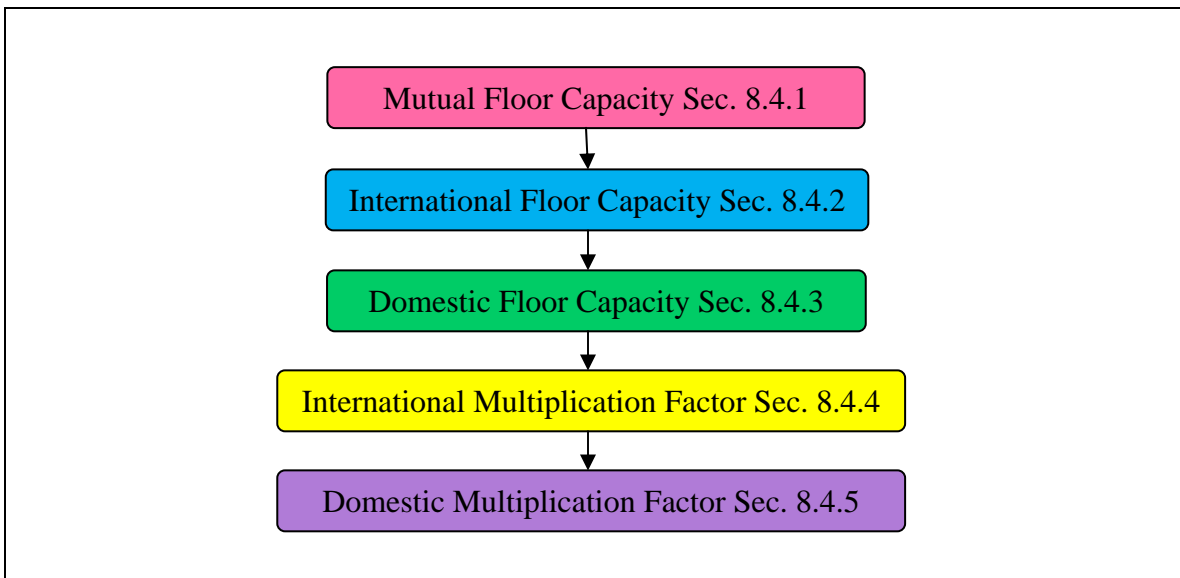 Mutual Floor Capacity Sec. 8.4.1
International Floor Capacity Sec. 8.4.2
Domestic Floor Capacity Sec. 8.4.3
International Multiplication Factor Sec. 8.4.4
Domestic Multiplication Factor Sec. 8.4.5